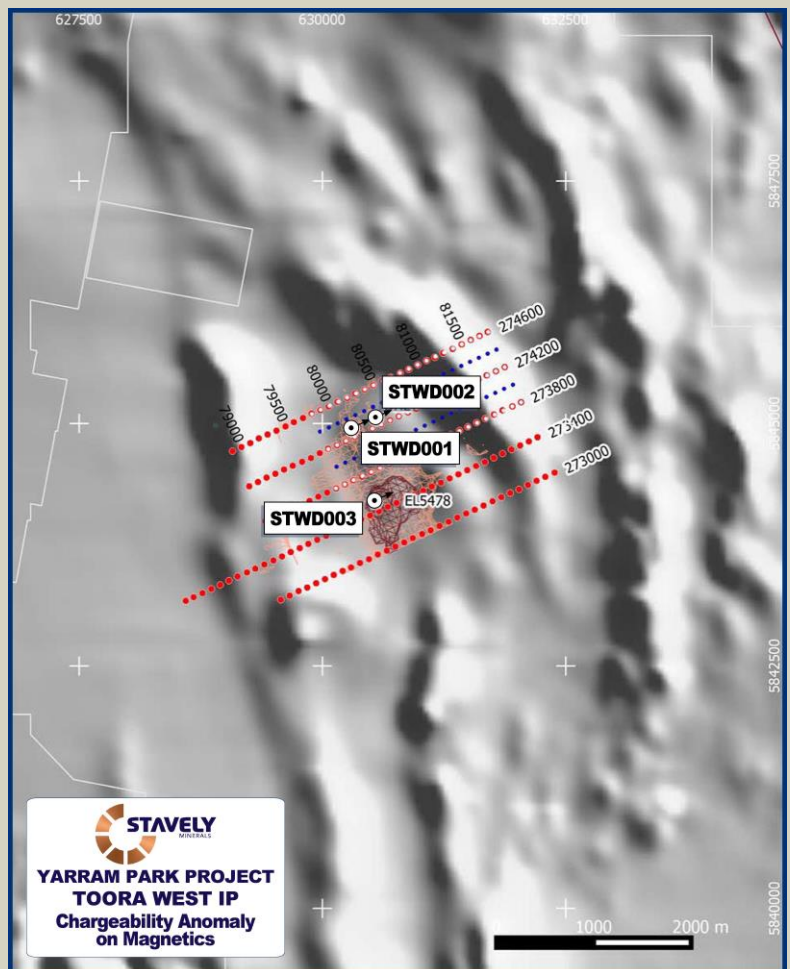 627500 630000 632500
5847500
81500 274600
81000
80500 274200
80000 STWD002 273800
79500
79000 STWD001 273400
273000
EL5478
STWD003
5842500
STAVELY
MINERALS
YARRAM PARK PROJECT
TOORA WEST IP
Chargeability Anomaly
on Magnetics
5840000
1000 2000 m